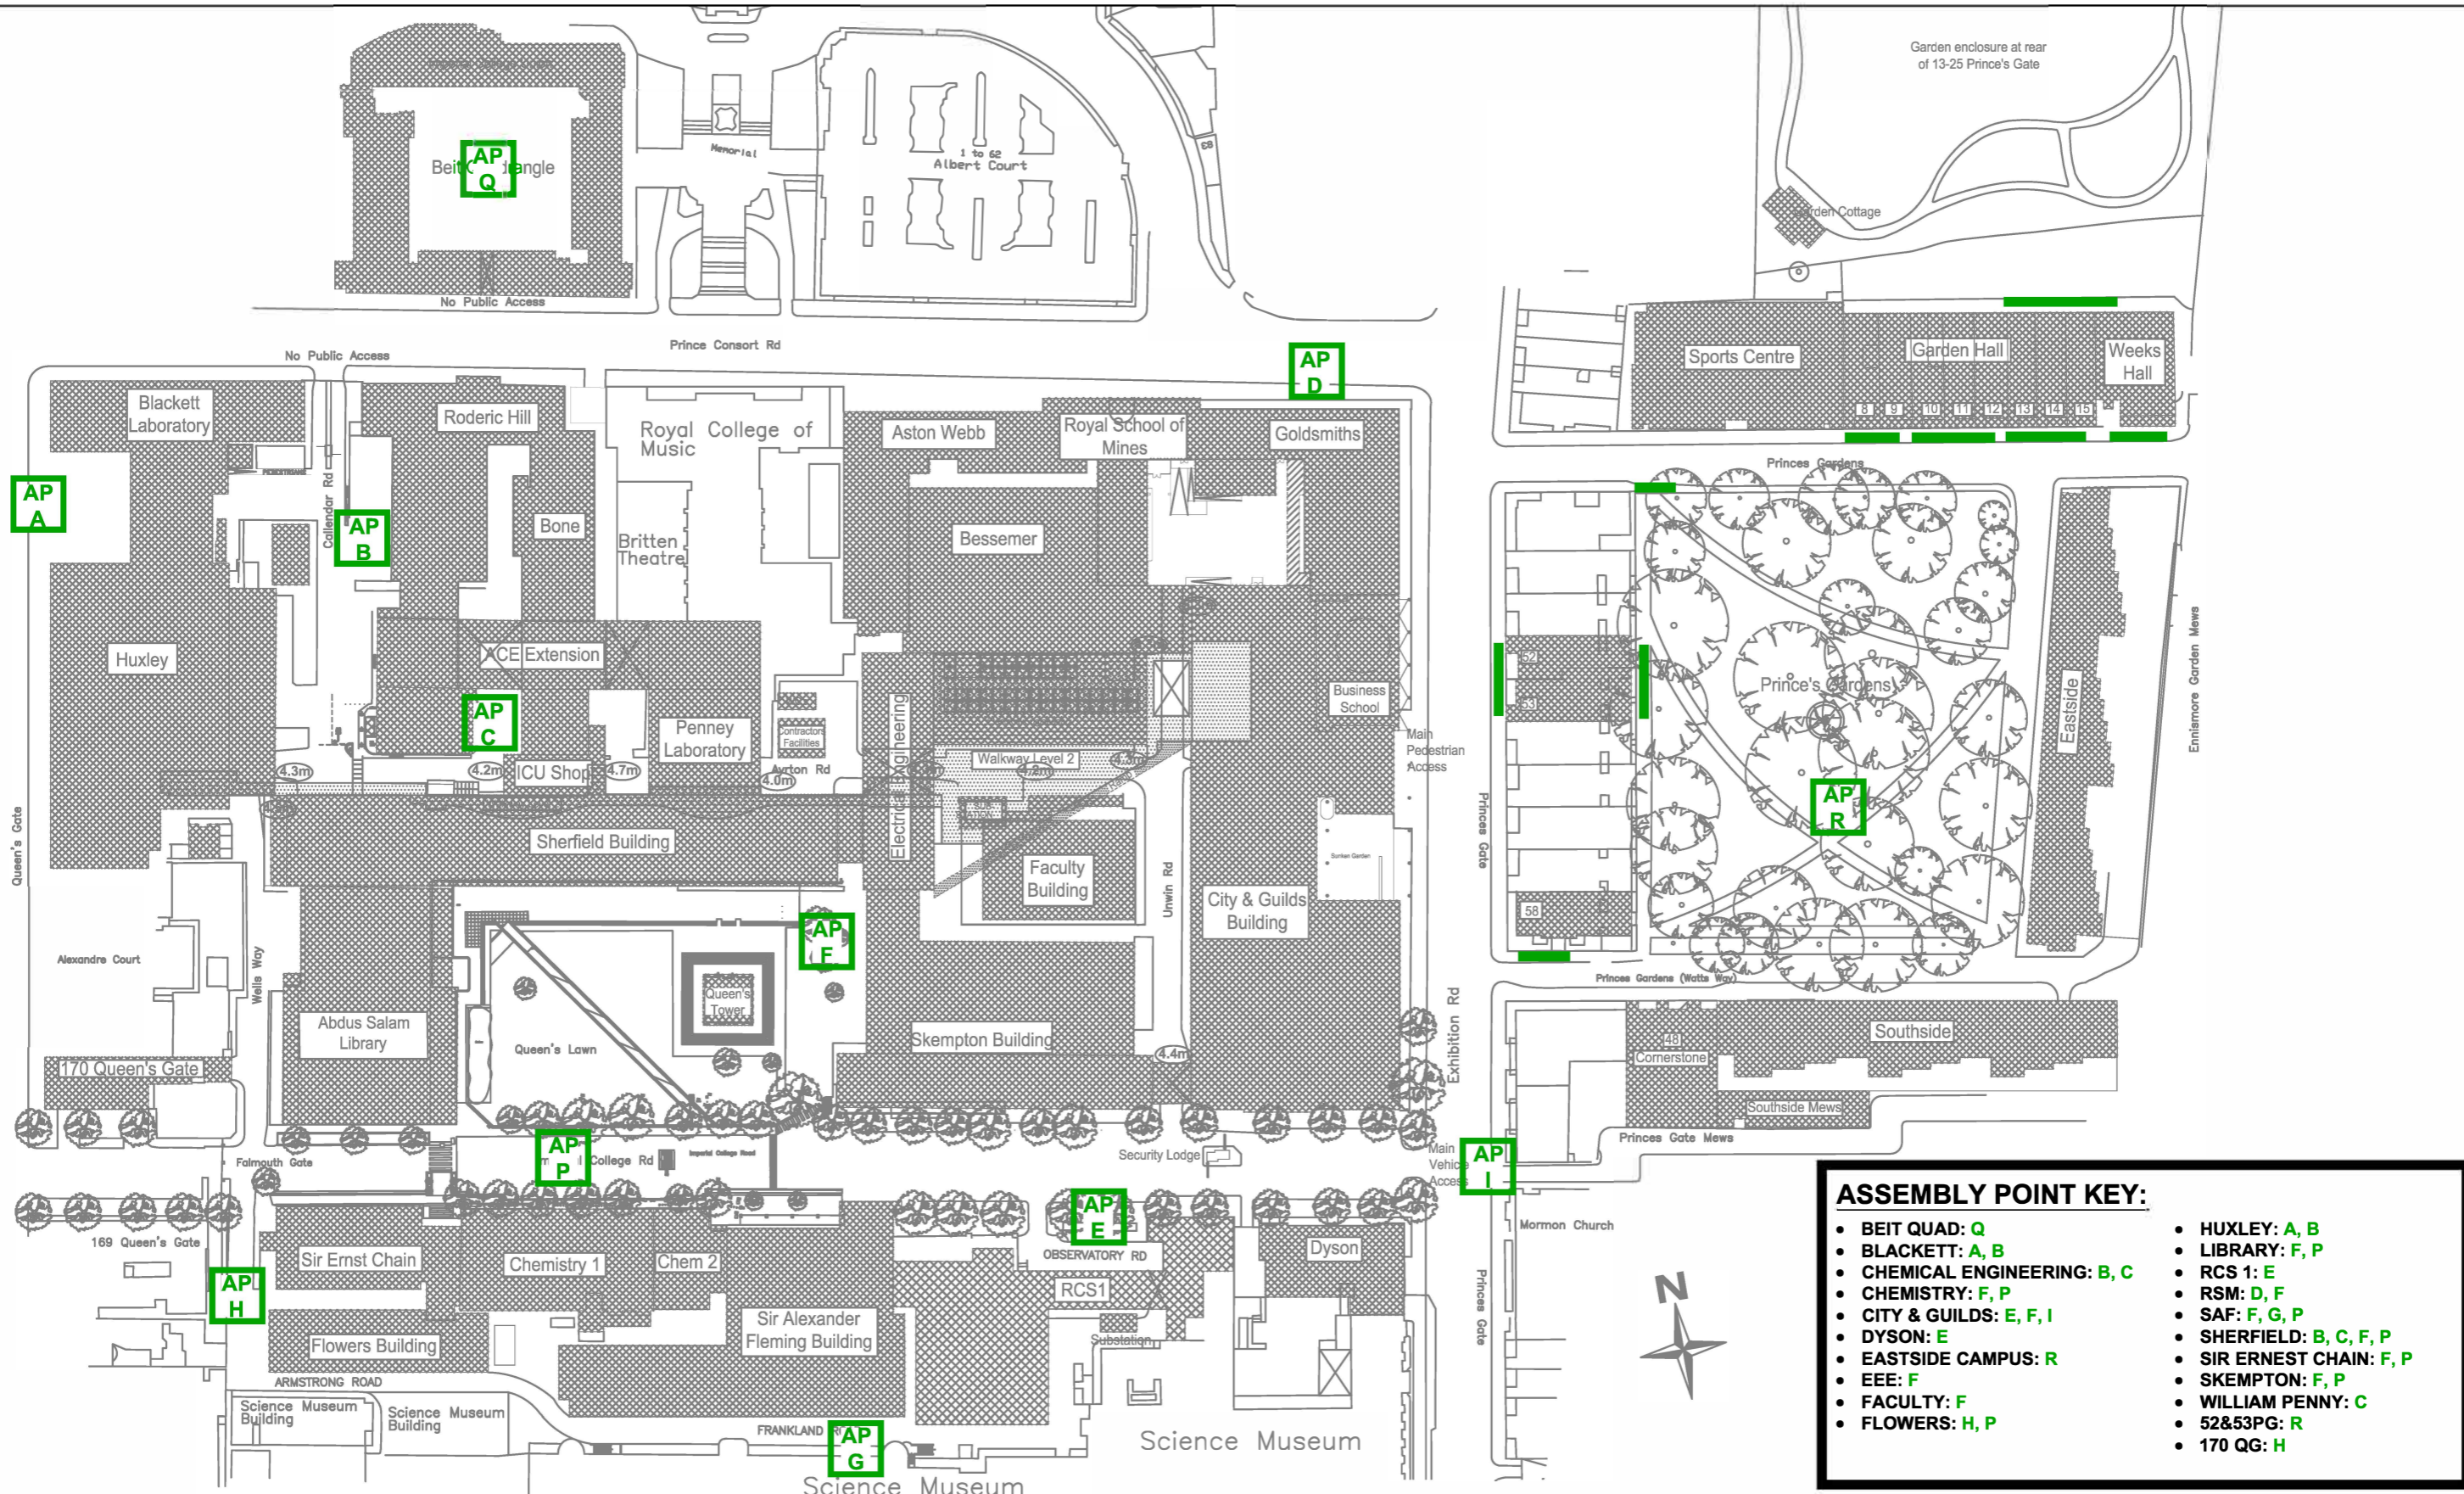 Garden enclosure at rear
of 13-25 Prince's Gate
AP
Q
Memorial
1 to 62
Albert Court
83
No Public Access
Prince Consort Rd
No Public Access
AP
D
Sports Centre
Garden Hall
Weeks
Hall
8 9 10 11 12 13 14 15
Princes Gardens
Blackett
Laboratory
Roderic Hill
Royal College of
Music
Aston Webb
Royal School of
Mines
Goldsmiths
AP
A
Callendar Rd
AP
B
Bone
Britten
Theatre
Bessemer
Huxley
ACE Extension
52
53
Prince's Gardens
Eastside
Ennismore Garden Mews
AP
C
Penney
Laboratory
Contractors
Facilities
Electrical Engineering
Business
School
Main
Pedestrian
Access
4.3m
4.2m
ICU Shop
4.7m
4.0m
Ayrton Rd
Walkway Level 2
4.2m
4.3m
AP
R
Queen's Gate
Sherfield Building
Faculty
Building
Unwin Rd
City & Guilds
Building
Sunken Garden
Princes Gate
58
AP
F
Alexandre Court
Wells Way
Queen's
Tower
Princes Gardens (Watts Way)
Abdus Salam
Library
Queen's Lawn
Skempton Building
4.4m
Exhibition Rd
48
Cornerstone
Southside
170 Queen's Gate
Southside Mews
Princes Gate Mews
Falmouth Gate
AP
P
College Rd
Imperial College Road
Security Lodge
Main
Vehicle
Access
AP
I
AP
E
OBSERVATORY RD
Mormon Church
169 Queen's Gate
Sir Ernst Chain
Chemistry 1
Chem 2
Dyson
AP
H
RCS1
Princes Gate
N
Flowers Building
Sir Alexander
Fleming Building
Substation
ARMSTRONG ROAD
Science Museum
Building
Science Museum
Building
FRANKLAND
AP
G
Science Museum
Science Museum
ASSEMBLY POINT KEY:
• BEIT QUAD: Q
• BLACKETT: A, B
• CHEMICAL ENGINEERING: B, C
• CHEMISTRY: F, P
• CITY & GUILDS: E, F, I
• DYSON: E
• EASTSIDE CAMPUS: R
• EEE: F
• FACULTY: F
• FLOWERS: H, P
• HUXLEY: A, B
• LIBRARY: F, P
• RCS 1: E
• RSM: D, F
• SAF: F, G, P
• SHERFIELD: B, C, F, P
• SIR ERNEST CHAIN: F, P
• SKEMPTON: F, P
• WILLIAM PENNY: C
• 52&53PG: R
• 170 QG: H